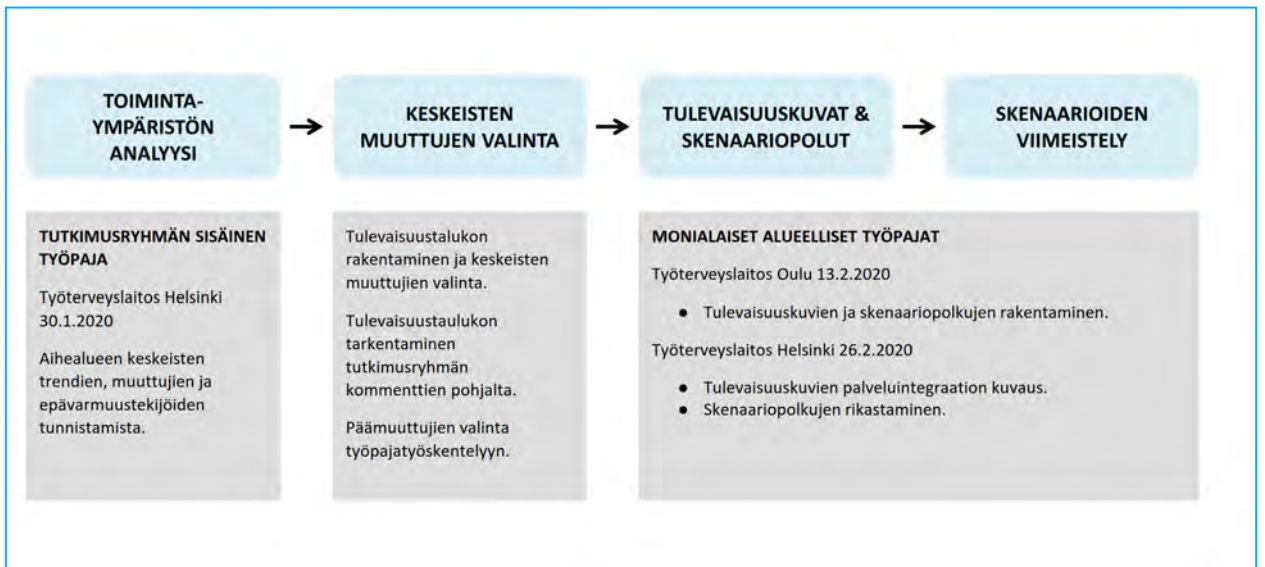 TOIMINTA-
YMPÄRISTÖN
ANALYYSI
KESKEISTEN
MUUTTUJEN VALINTA
TULEVAISUUSKUVAT &
SKENAARIOPOLUT
SKENAARIOIDEN
VIIMEISTELY
TUTKIMUSRYHMÄN SISÄINEN
TYÖPAJA
Työterveyslaitos Helsinki
30.1.2020
Aihealueen keskeisten
trendien, muuttujien ja
epävarmuustekijöiden
tunnistamista.
Tulevaisuustalukon
rakentaminen ja keskeisten
muuttujien valinta.
Tulevaisuustaulukon
tarkentaminen
tutkimusryhmän
kommenttien pohjalta.
Päämuuttujien valinta
työpajatyöskentelyyn.
MONIALAISET ALUEELLISET TYÖPAJAT
Työterveyslaitos Oulu 13.2.2020
● Tulevaisuuskuvien ja skenaariopolkujen rakentaminen.
Työterveyslaitos Helsinki 26.2.2020
● Tulevaisuuskuvien palveluintegraation kuvaus.
● Skenaariopolkujen rikastaminen.